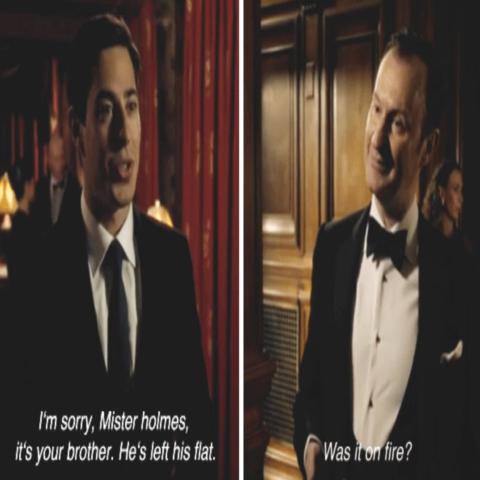 I'm sorry, Mister holmes,
it's your brother. He's left his flat.
Was it on fire?